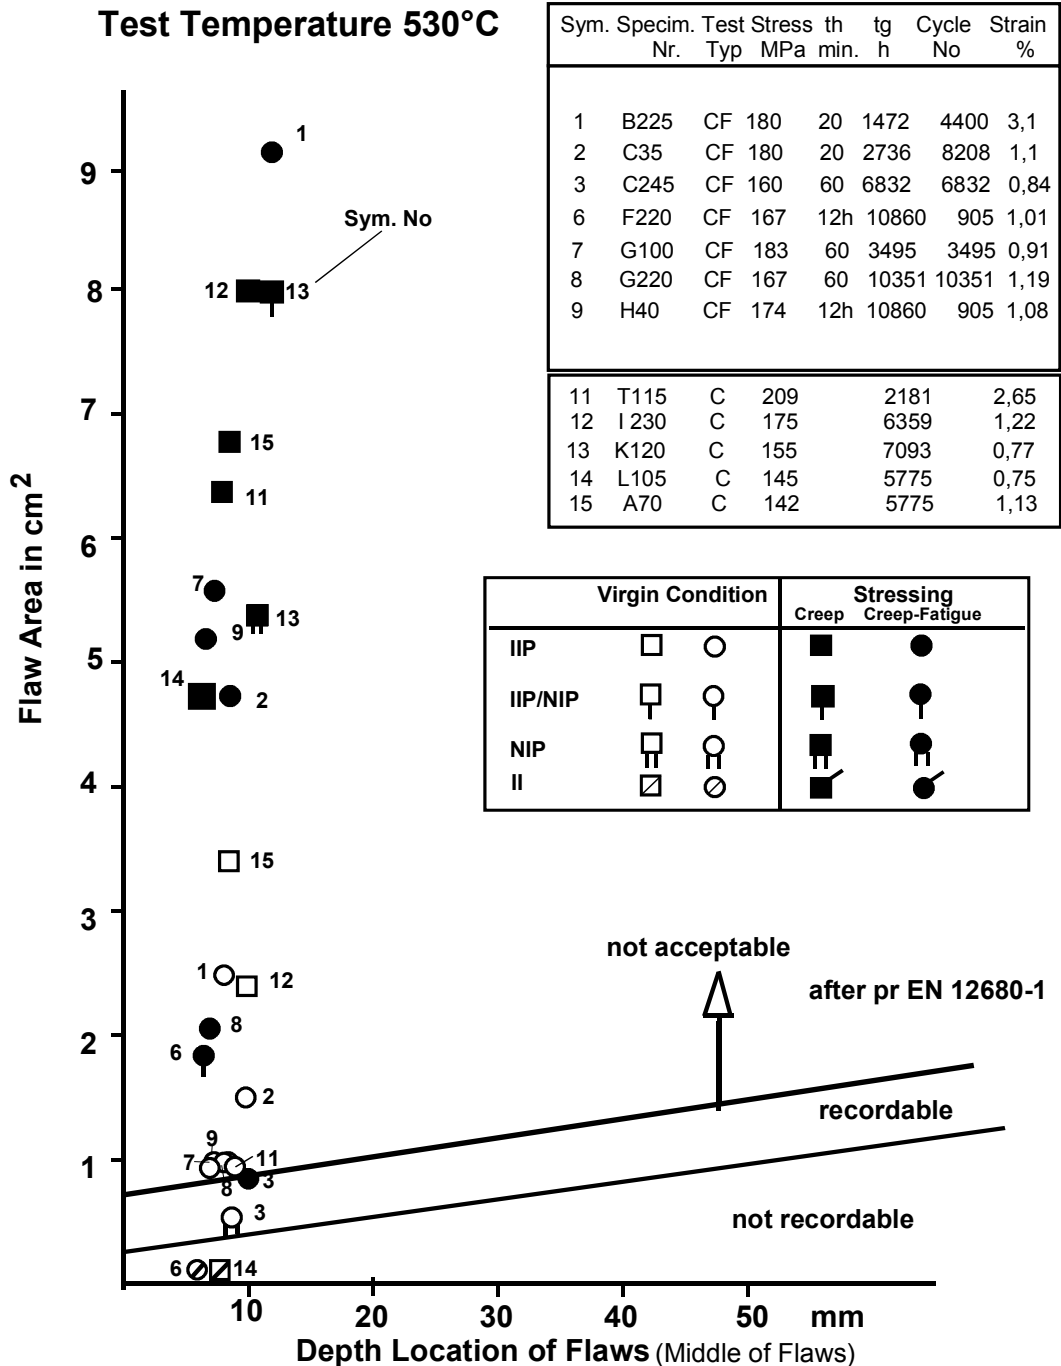 Test Temperature 530°C
Sym. Specim. Test Stress th tg Cycle Strain
Nr. Typ MPa min. h No %
1 B225 CF 180 20 1472 4400 3,1
2 C35 CF 180 20 2736 8208 1,1
3 C245 CF 160 60 6832 6832 0,84
6 F220 CF 167 12h 10860 905 1,01
7 G100 CF 183 60 3495 3495 0,91
8 G220 CF 167 60 10351 10351 1,19
9 H40 CF 174 12h 10860 905 1,08
11 T115 C 209 2181 2,65
12 I 230 C 175 6359 1,22
13 K120 C 155 7093 0,77
14 L105 C 145 5775 0,75
15 A70 C 142 5775 1,13
Virgin Condition Stressing
Creep Creep-Fatigue
IIP
IIP/NIP
NIP
II
Flaw Area in cm²
9
8
7
6
5
4
3
2
1
1
Sym. No
12 13
15
11
7
13
9
14
2
15
1
12
8
6
2
9
7 11
8 3
3
6 14
not acceptable
after pr EN 12680-1
recordable
not recordable
10 20 30 40 50 mm
Depth Location of Flaws (Middle of Flaws)